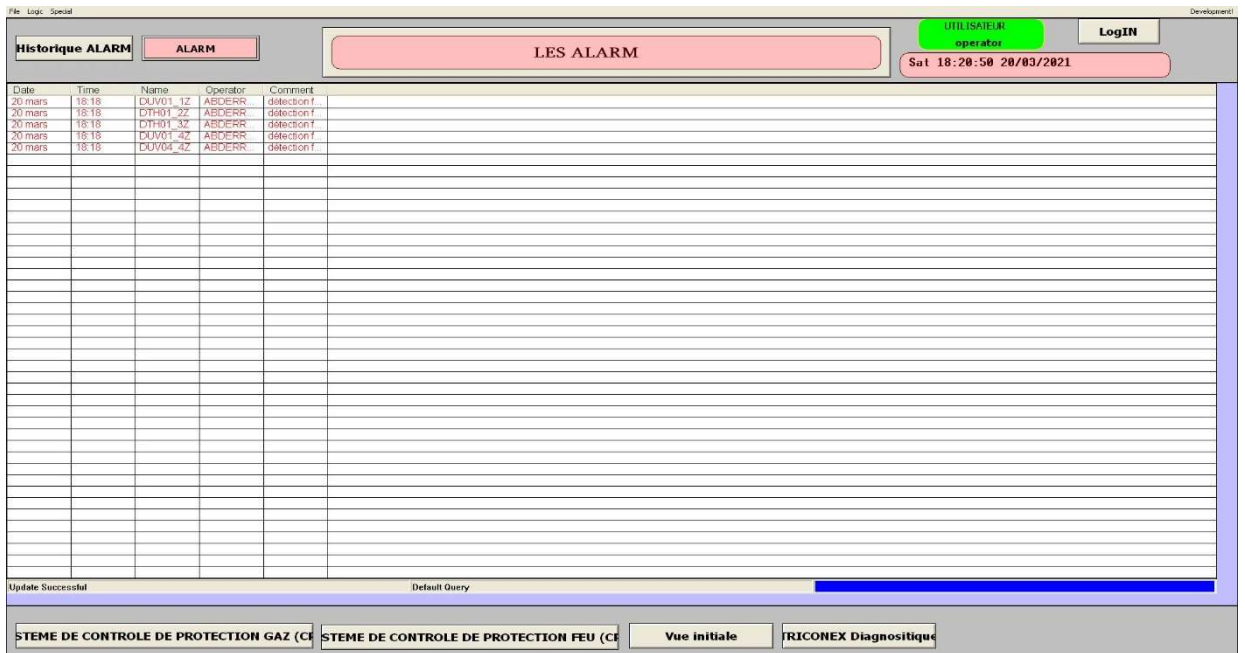 File Logic Special Development!
Historique ALARM
ALARM
LES ALARM
UTILISATEUR
operator
LogIN
Sat 18:20:50 20/03/2021
Date Time Name Operator Comment
20 mars 18:18 DUV01_1Z ABDERR... détection f...
20 mars 18:18 DTH01_2Z ABDERR... détection f...
20 mars 18:18 DTH01_3Z ABDERR... détection f...
20 mars 18:18 DUV01_4Z ABDERR... détection f...
20 mars 18:18 DUV04_4Z ABDERR... détection f...
Update Successful Default Query
STEME DE CONTROLE DE PROTECTION GAZ (CF
STEME DE CONTROLE DE PROTECTION FEU (CF
Vue initiale
TRICONEX Diagnositique